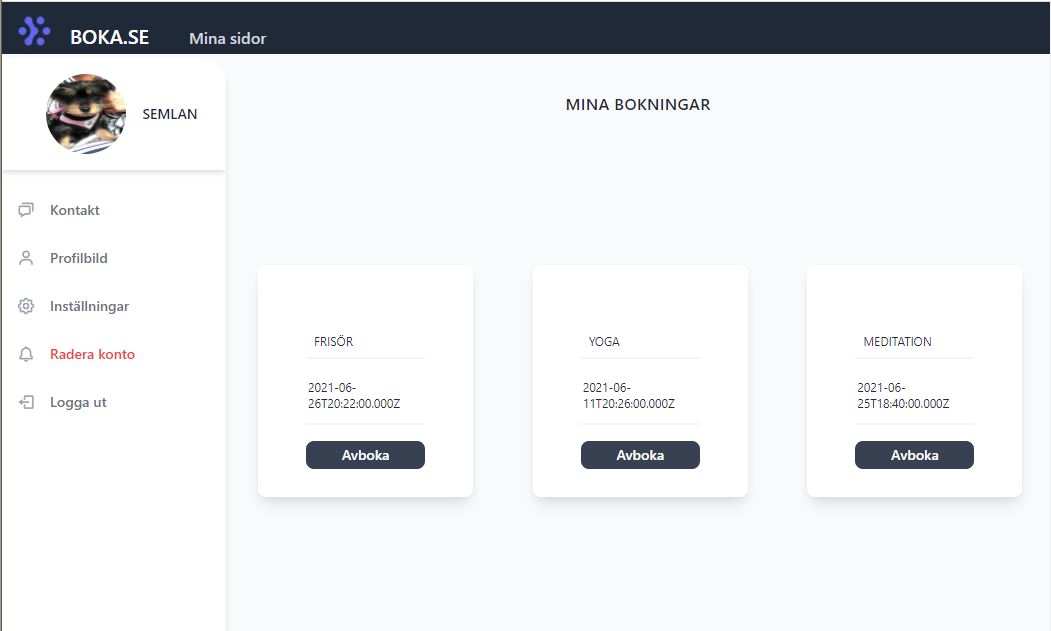 BOKA.SE Mina sidor
SEMLAN
MINA BOKNINGAR
Kontakt
Profilbild
Inställningar
Radera konto
Logga ut
FRISÖR
2021-06-
26T20:22:00.000Z
Avboka
YOGA
2021-06-
11T20:26:00.000Z
Avboka
MEDITATION
2021-06-
25T18:40:00.000Z
Avboka